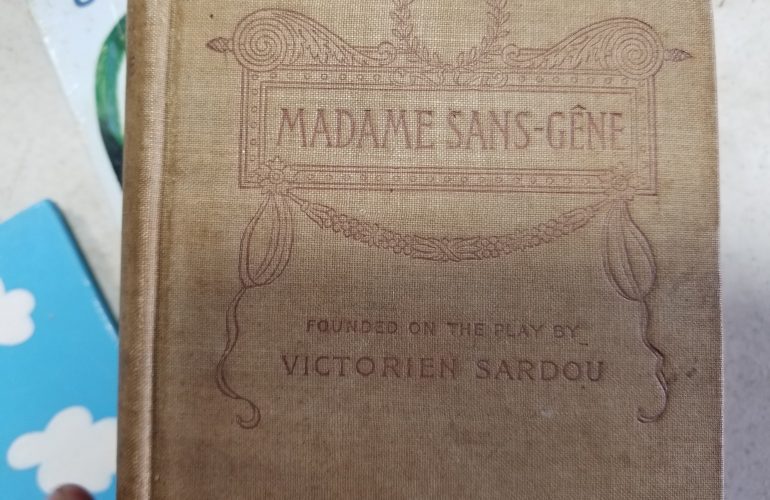 MADAME SANS-GÊNE
FOUNDED ON THE PLAY BY
VICTORIEN SARDOU